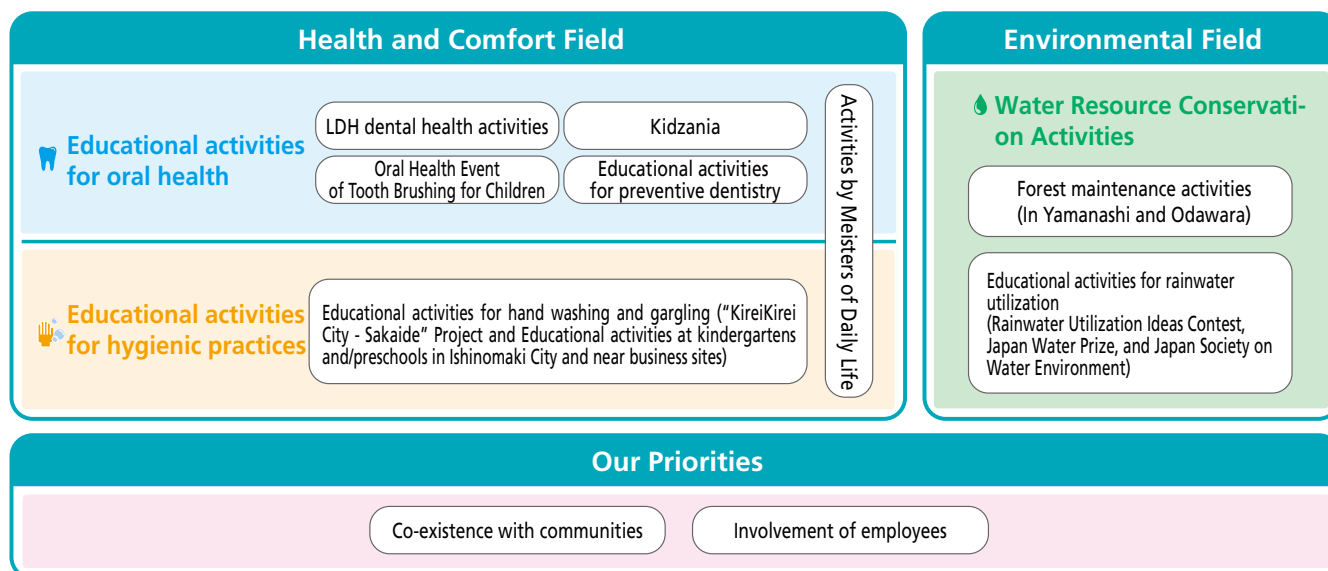 Health and Comfort Field
Educational activities
for oral health
LDH dental health activities
Kidzania
Oral Health Event
of Tooth Brushing for Children
Educational activities
for preventive dentistry
Educational activities
for hygienic practices
Educational activities for hand washing and gargling ("KireiKirei
City - Sakaide" Project and Educational activities at kindergartens
and/preschools in Ishinomaki City and near business sites)
Activities by Meisters of Daily Life
Environmental Field
Water Resource Conservati-
on Activities
Forest maintenance activities
(In Yamanashi and Odawara)
Educational activities for rainwater
utilization
(Rainwater Utilization Ideas Contest,
Japan Water Prize, and Japan Society on
Water Environment)
Our Priorities
Co-existence with communities
Involvement of employees